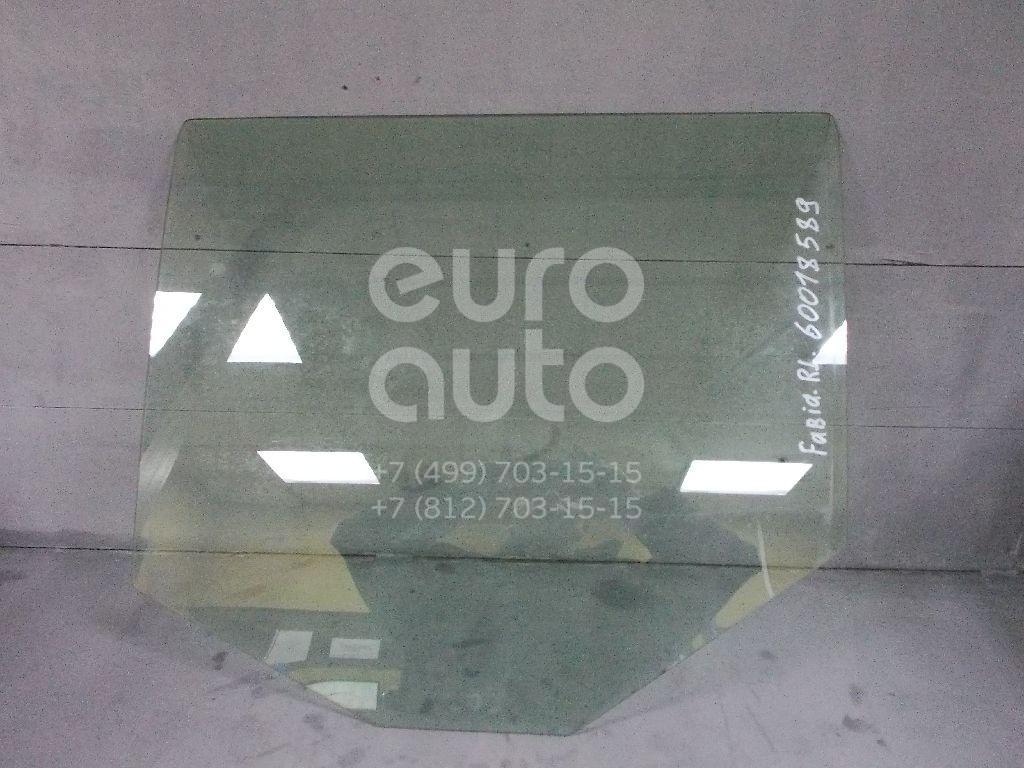 euro
auto
+7 (499) 703-15-15
+7 (812) 703-15-15
Fabia. RL. 60018589